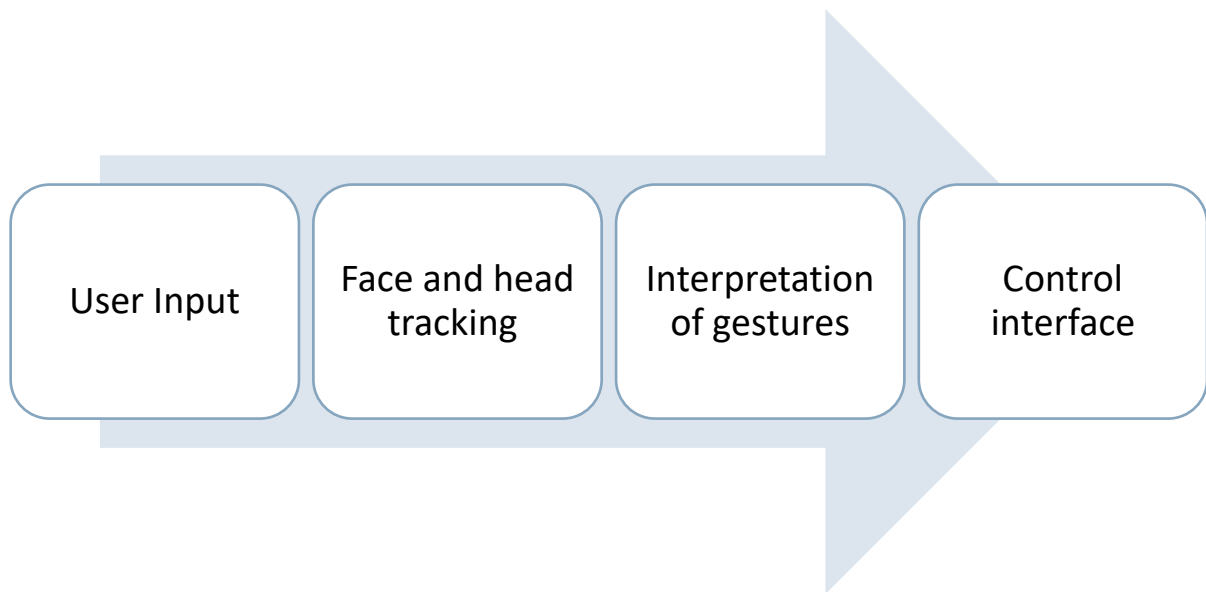 User Input
Face and head
tracking
Interpretation
of gestures
Control
interface